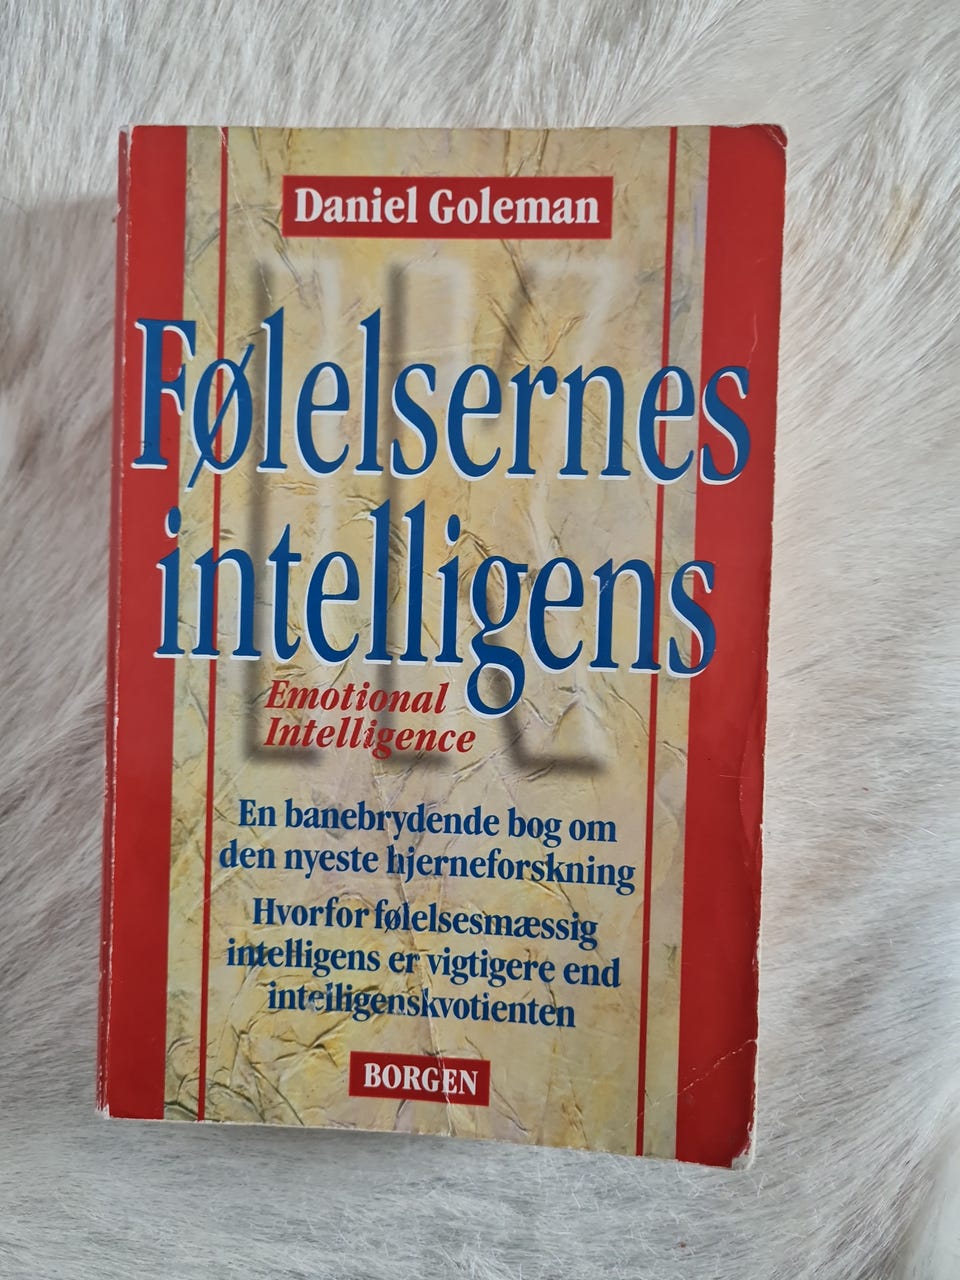 Daniel Goleman
Følelsernes
intelligens
Emotional
Intelligence
En banebrydende bog om
den nyeste hjerneforskning
Hvorfor følelsesmæssig
intelligens er vigtigere end
intelligenskvotienten
BORGEN